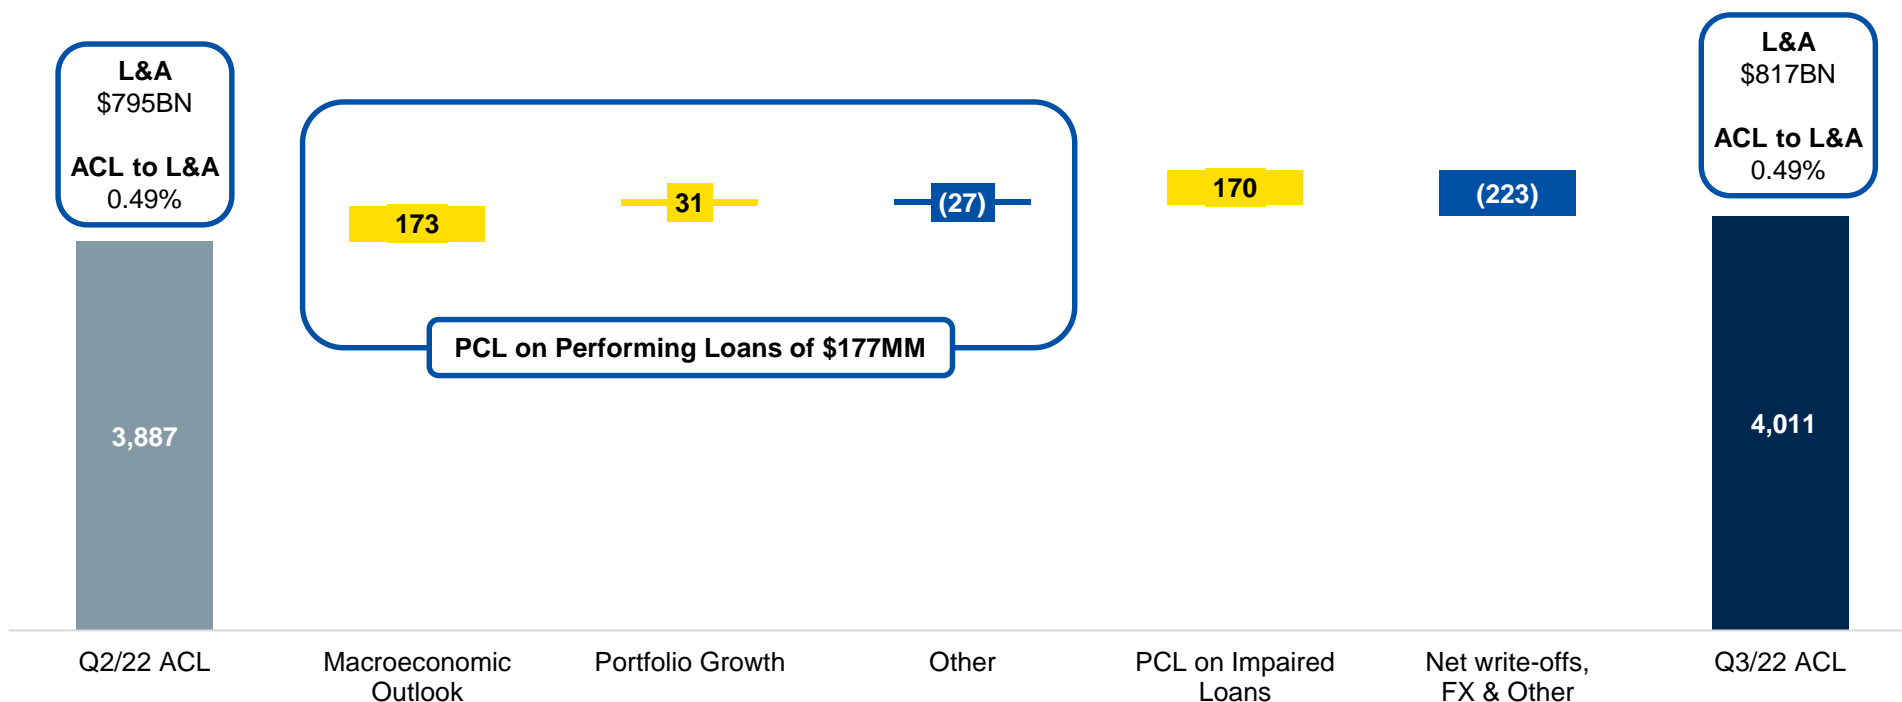 L&A
$795BN
ACL to L&A
0.49%
L&A
$817BN
ACL to L&A
0.49%
173
31
(27)
170
(223)
PCL on Performing Loans of $177MM
3,887
4,011
Q2/22 ACL
Macroeconomic
Outlook
Portfolio Growth
Other
PCL on Impaired
Loans
Net write-offs,
FX & Other
Q3/22 ACL